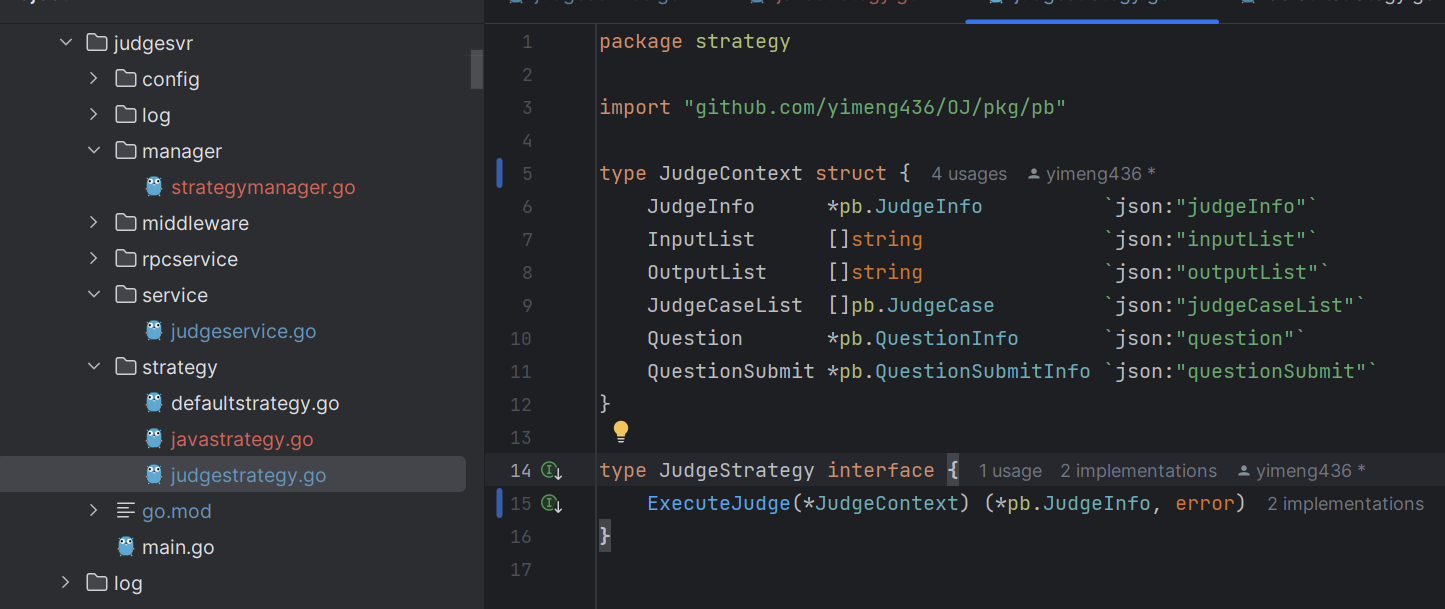 judgesvr
config
log
manager
strategymanager.go
middleware
rpcservice
service
judgeservice.go
strategy
defaultstrategy.go
javastrategy.go
judgestrategy.go
go.mod
main.go
log
1 package strategy
2
3 import "github.com/yimeng436/OJ/pkg/pb"
4
5 type JudgeContext struct { 4 usages yimeng436 *
6 JudgeInfo *pb.JudgeInfo `json:"judgeInfo"`
7 InputList []string `json:"inputList"`
8 OutputList []string `json:"outputList"`
9 JudgeCaseList []pb.JudgeCase `json:"judgeCaseList"`
10 Question *pb.QuestionInfo `json:"question"`
11 QuestionSubmit *pb.QuestionSubmitInfo `json:"questionSubmit"`
12 }
13
14 type JudgeStrategy interface { 1 usage 2 implementations yimeng436 *
15 ExecuteJudge(*JudgeContext) (*pb.JudgeInfo, error) 2 implementations
16 }
17